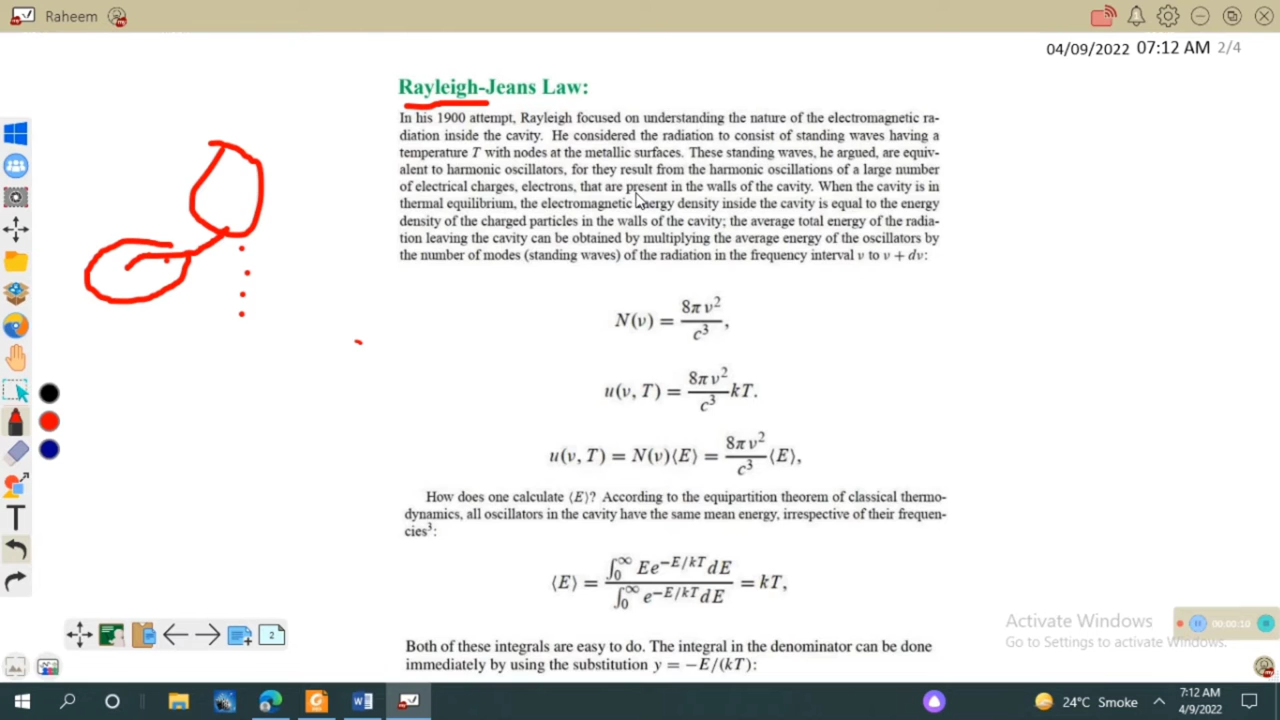 Raheem
04/09/2022 07:12 AM 2/4
Rayleigh-Jeans Law:
In his 1900 attempt, Rayleigh focused on understanding the nature of the electromagnetic ra-
diation inside the cavity. He considered the radiation to consist of standing waves having a
temperature T with nodes at the metallic surfaces. These standing waves, he argued, are equiv-
alent to harmonic oscillators, for they result from the harmonic oscillations of a large number
of electrical charges, electrons, that are present in the walls of the cavity. When the cavity is in
thermal equilibrium, the electromagnetic energy density inside the cavity is equal to the energy
density of the charged particles in the walls of the cavity; the average total energy of the radia-
tion leaving the cavity can be obtained by multiplying the average energy of the oscillators by
the number of modes (standing waves) of the radiation in the frequency interval ν to ν + dν:
N(ν) = 8πν²/c³,
u(ν, T) = 8πν²/c³ kT.
u(ν, T) = N(ν)⟨E⟩ = 8πν²/c³ ⟨E⟩,
How does one calculate ⟨E⟩? According to the equipartition theorem of classical thermo-
dynamics, all oscillators in the cavity have the same mean energy, irrespective of their frequen-
cies³:
⟨E⟩ = ∫₀^∞ Ee^−E/kT dE / ∫₀^∞ e^−E/kT dE = kT,
Both of these integrals are easy to do. The integral in the denominator can be done
immediately by using the substitution y = −E/(kT):
Activate Windows
Go to Settings to activate Windows.
00:00:10
T
2
24°C Smoke
7:12 AM
4/9/2022